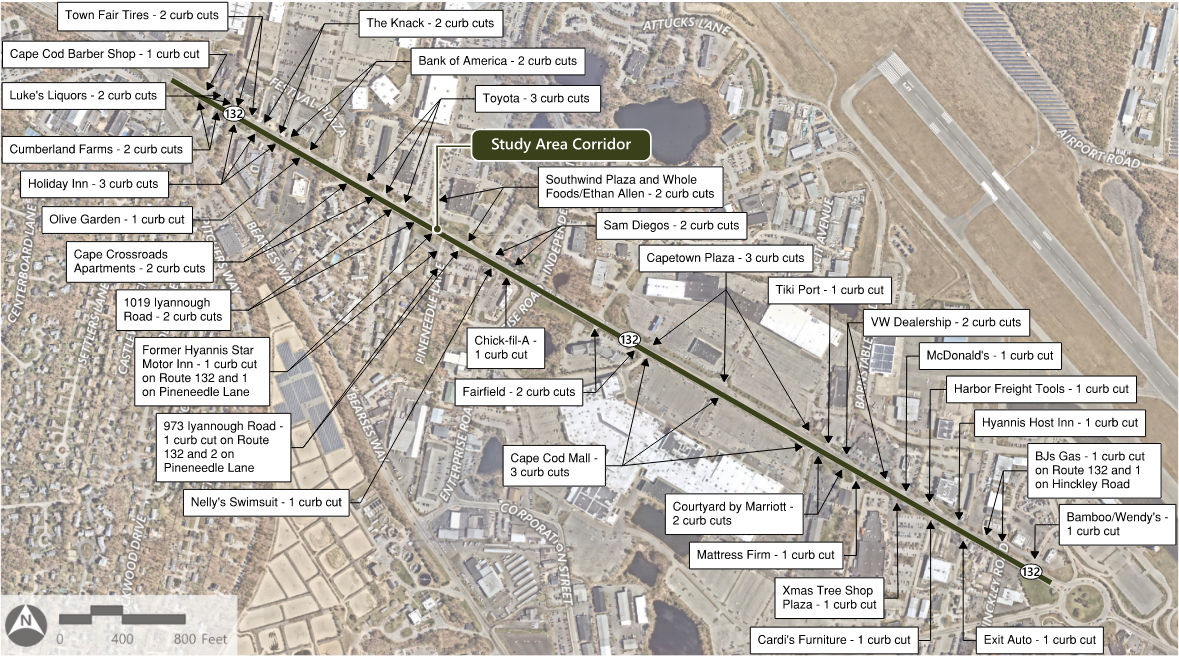 Town Fair Tires - 2 curb cuts
The Knack - 2 curb cuts
ATTUCKS LANE
Cape Cod Barber Shop - 1 curb cut
Bank of America - 2 curb cuts
Luke's Liquors - 2 curb cuts
FESTIVAL PLAZA
Toyota - 3 curb cuts
132
AIRPORT ROAD
Cumberland Farms - 2 curb cuts
Study Area Corridor
Holiday Inn - 3 curb cuts
Southwind Plaza and Whole
Foods/Ethan Allen - 2 curb cuts
Olive Garden - 1 curb cut
Sam Diegos - 2 curb cuts
CENTERBOARD LANE
BEARSES WAY
Cape Crossroads
Apartments - 2 curb cuts
Capetown Plaza - 3 curb cuts
Tiki Port - 1 curb cut
1019 Iyannough
Road - 2 curb cuts
VW Dealership - 2 curb cuts
Chick-fil-A -
1 curb cut
132
Former Hyannis Star
Motor Inn - 1 curb cut
on Route 132 and 1
on Pineneedle Lane
McDonald's - 1 curb cut
Fairfield - 2 curb cuts
Harbor Freight Tools - 1 curb cut
Hyannis Host Inn - 1 curb cut
973 Iyannough Road -
1 curb cut on Route
132 and 2 on
Pineneedle Lane
BEARSE WAY
Cape Cod Mall -
3 curb cuts
BJs Gas - 1 curb cut
on Route 132 and 1
on Hinckley Road
Nelly's Swimsuit - 1 curb cut
Courtyard by Marriott -
2 curb cuts
Bamboo/Wendy's -
1 curb cut
CORPORATION STREET
Mattress Firm - 1 curb cut
132
Xmas Tree Shop
Plaza - 1 curb cut
N
0 400 800 Feet
Cardi's Furniture - 1 curb cut
Exit Auto - 1 curb cut